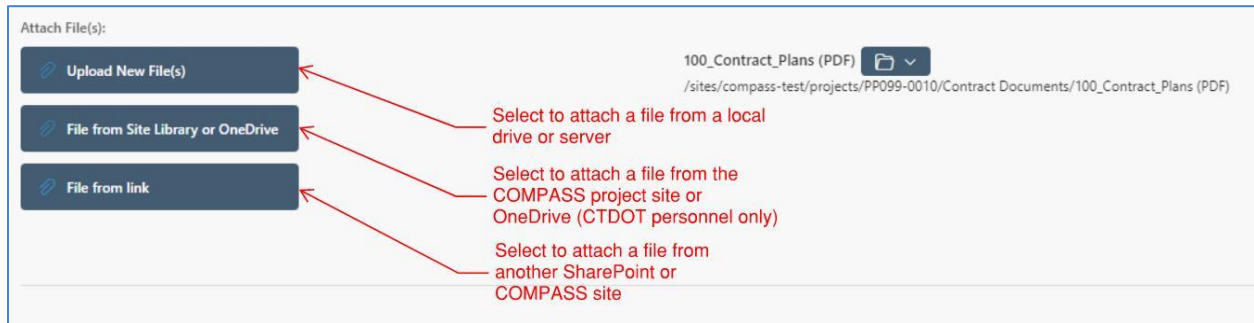 Attach File(s):
Upload New File(s)
100_Contract_Plans (PDF)
/sites/compass-test/projects/PP099-0010/Contract Documents/100_Contract_Plans (PDF)
Select to attach a file from a local
drive or server
File from Site Library or OneDrive
Select to attach a file from the
COMPASS project site or
OneDrive (CTDOT personnel only)
File from link
Select to attach a file from
another SharePoint or
COMPASS site